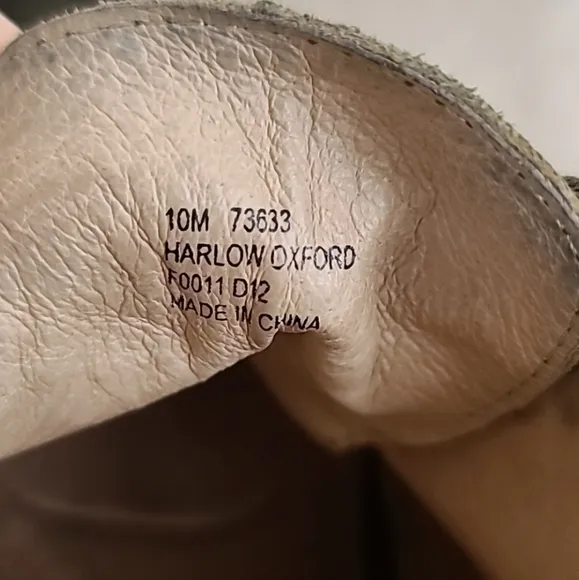 10M 73633
HARLOW OXFORD
F0011 D12
MADE IN CHINA